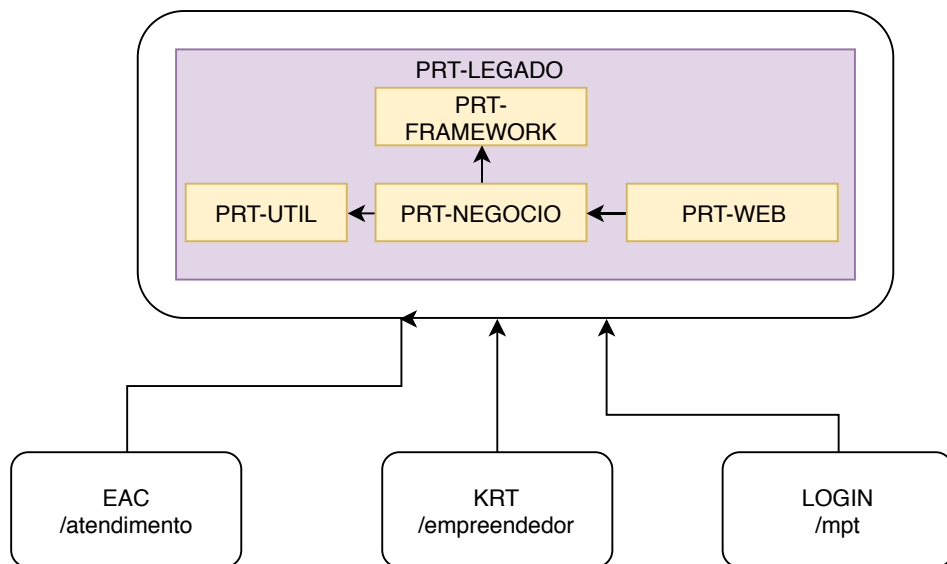 PRT-LEGADO
PRT-
FRAMEWORK
PRT-UTIL
PRT-NEGOCIO
PRT-WEB
EAC
/atendimento
KRT
/empreendedor
LOGIN
/mpt